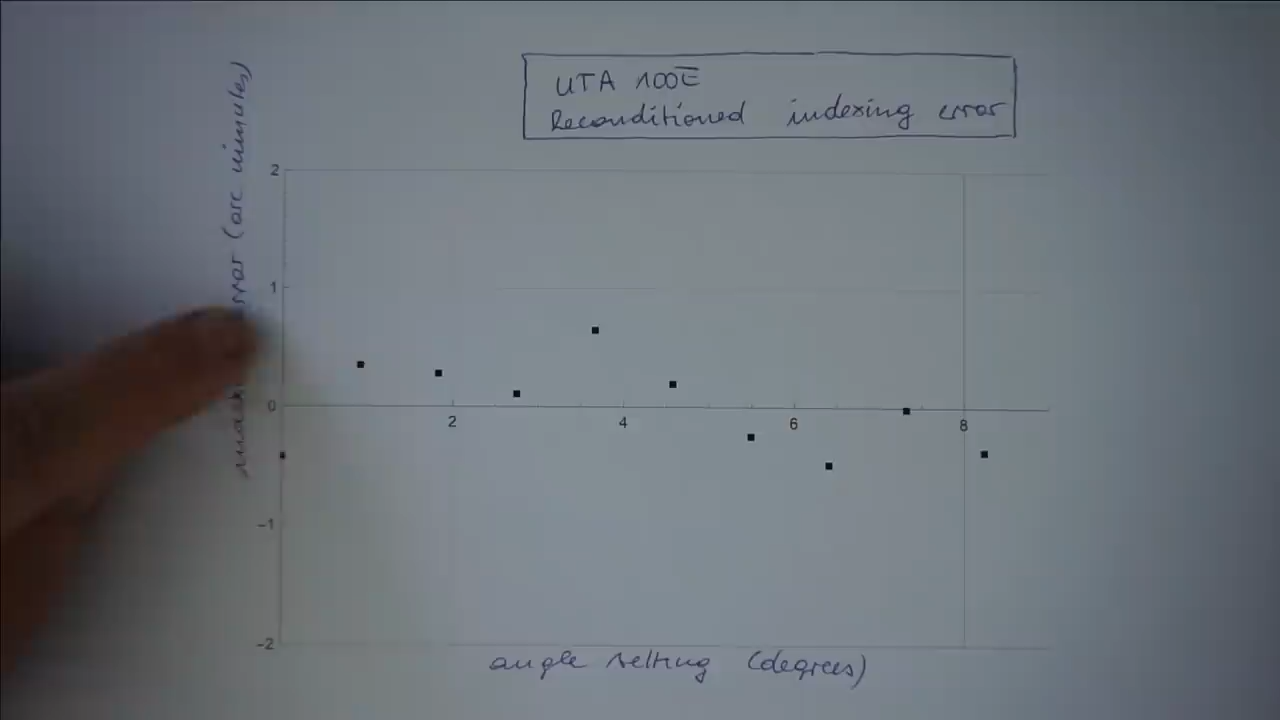 UTA 100E
Reconditioned indexing error
(arc minutes)
2
1
0
-1
-2
2
4
6
8
angle setting (degrees)